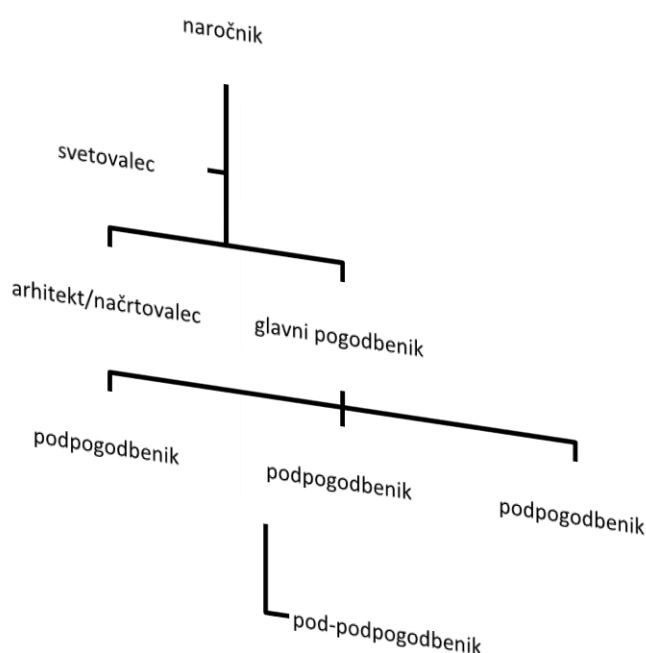 naročnik
svetovalec
arhitekt/načrtovalec
glavni pogodbenik
podpogodbenik
podpogodbenik
podpogodbenik
pod-podpogodbenik